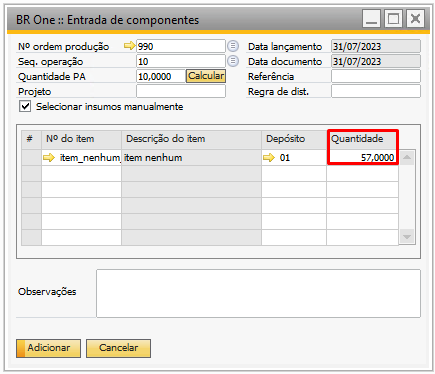 BR One :: Entrada de componentes
Nº ordem produção 990 Data lançamento 31/07/2023
Seq. operação 10 Data documento 31/07/2023
Quantidade PA 10,0000 Calcular Referência
Projeto Regra de dist.
Selecionar insumos manualmente
# Nº do item Descrição do item Depósito Quantidade
item_nenhum_ item nenhum 01 57,0000
Observações
Adicionar Cancelar